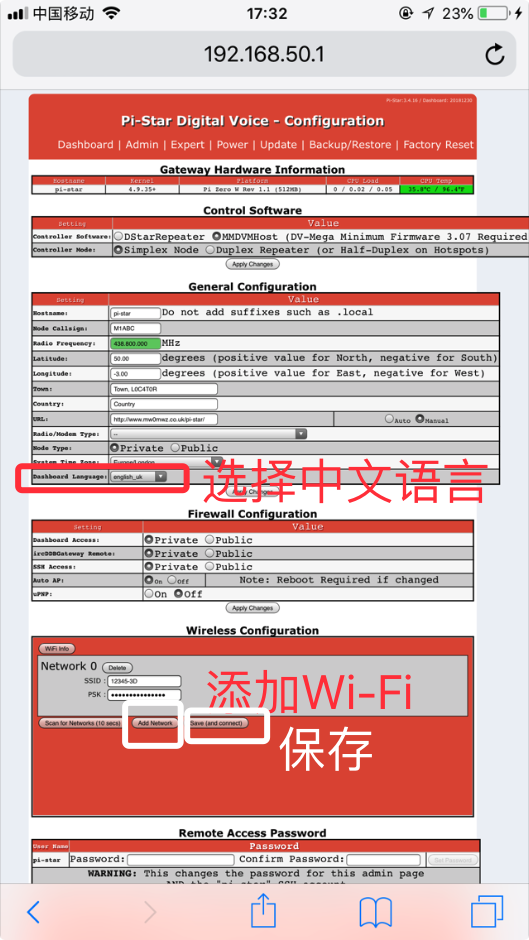 中国移动 17:32 23%
192.168.50.1
Pi-Star:3.4.16 / Dashboard: 20181230
Pi-Star Digital Voice - Configuration
Dashboard | Admin | Expert | Power | Update | Backup/Restore | Factory Reset
Gateway Hardware Information
Hostname Kernel Platform CPU Load CPU Temp
pi-star 4.9.35+ Pi Zero W Rev 1.1 (512MB) 0 / 0.02 / 0.05 35.8°C / 96.4°F
Control Software
Setting Value
Controller Software: DStarRepeater MMDVMHost (DV-Mega Minimum Firmware 3.07 Required
Controller Mode: Simplex Node Duplex Repeater (or Half-Duplex on Hotspots)
Apply Changes
General Configuration
Setting Value
Hostname: pi-star Do not add suffixes such as .local
Node Callsign: M1ABC
Radio Frequency: 438.800.000 MHz
Latitude: 50.00 degrees (positive value for North, negative for South)
Longitude: -3.00 degrees (positive value for East, negative for West)
Town: Town, L0C4T0R
Country: Country
URL: http://www.mw0mwz.co.uk/pi-star/ Auto Manual
Radio/Modem Type: --
Node Type: Private Public
System Time Zone: Europe/London
Dashboard Language: english_uk 选择中文语言
Apply Changes
Firewall Configuration
Setting Value
Dashboard Access: Private Public
ircDDBGateway Remote: Private Public
SSH Access: Private Public
Auto AP: On Off Note: Reboot Required if changed
uPNP: On Off
Apply Changes
Wireless Configuration
WiFi Info
Network 0 Delete
SSID : 12345-3D
PSK : •••••••••••••••
添加Wi-Fi
Scan for Networks (10 secs) Add Network Save (and connect)
保存
Remote Access Password
User Name Password
pi-star Password: Confirm Password: Set Password
WARNING: This changes the password for this admin page
AND the "pi-star" SSH account